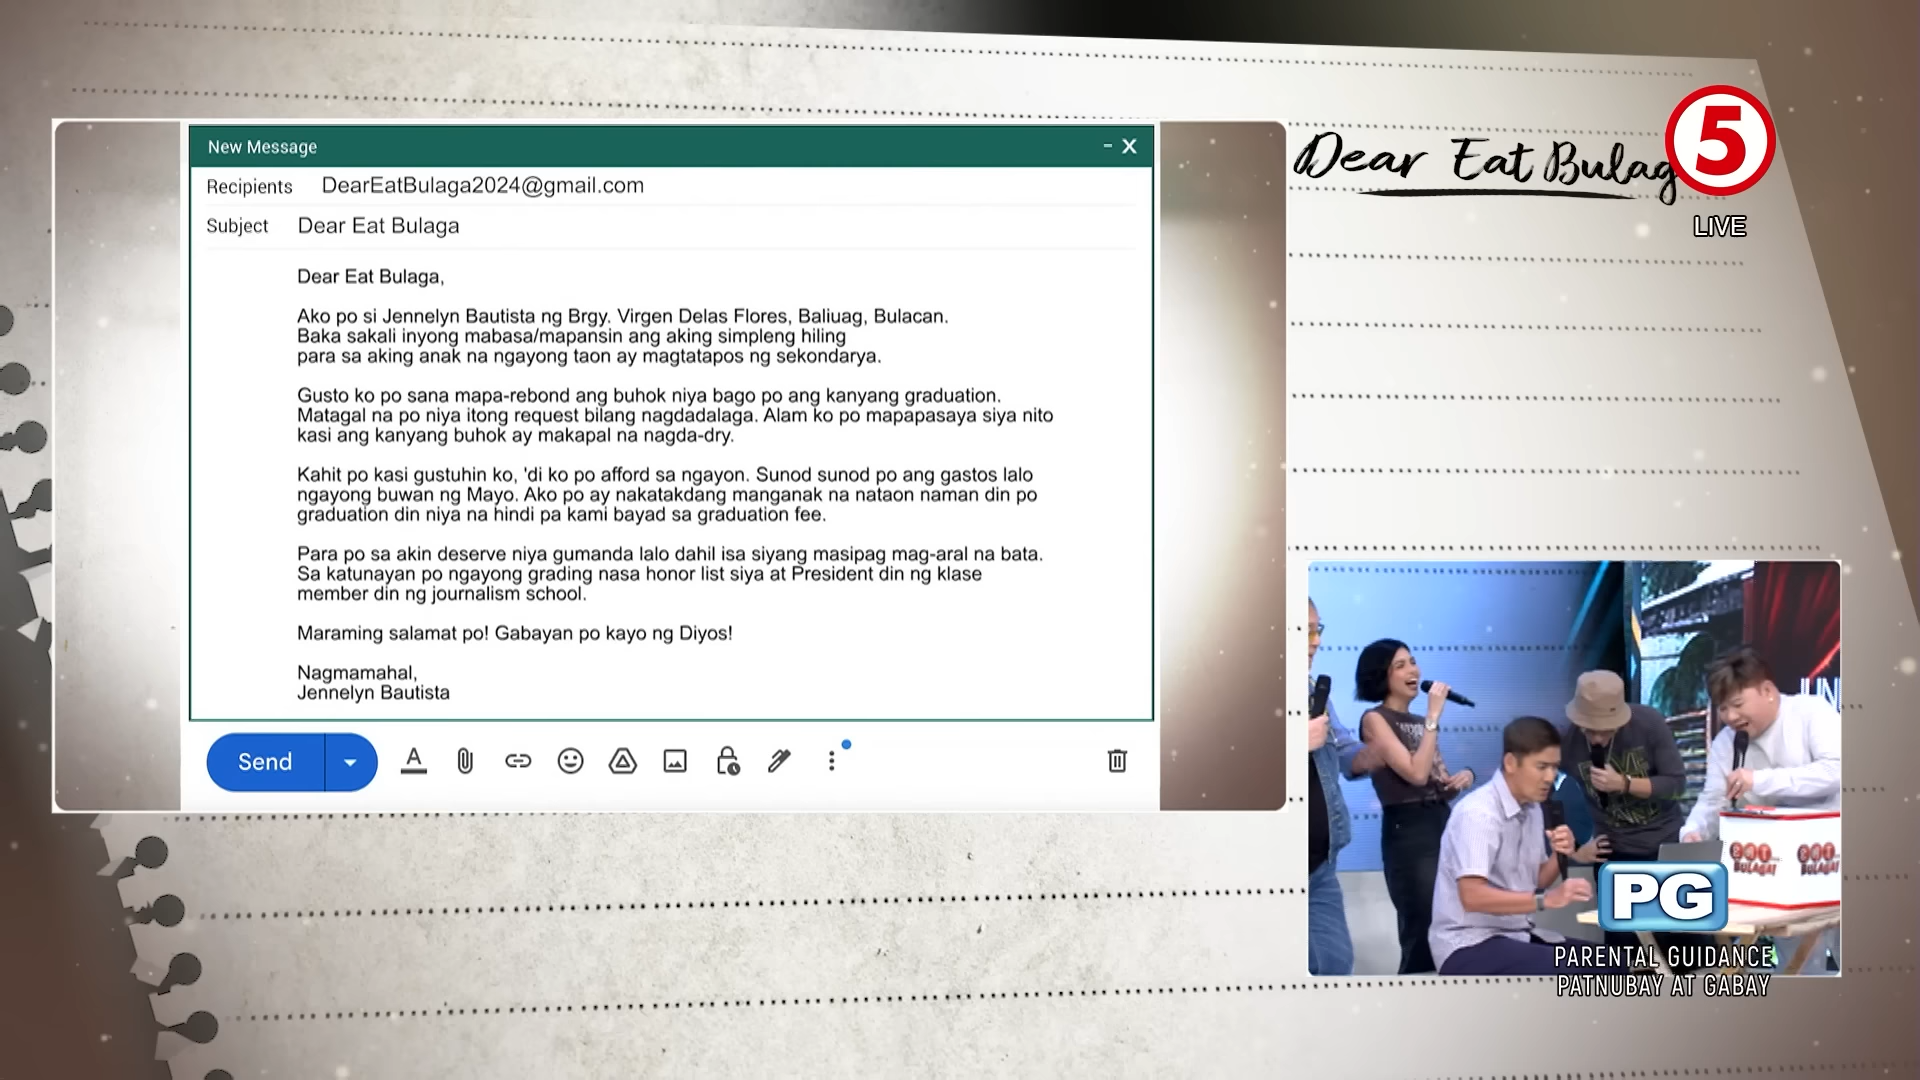 New Message
Recipients DearEatBulaga2024@gmail.com
Subject Dear Eat Bulaga
Dear Eat Bulaga,
Ako po si Jennelyn Bautista ng Brgy. Virgen Delas Flores, Baliuag, Bulacan.
Baka sakali inyong mabasa/mapansin ang aking simpleng hiling
para sa aking anak na ngayong taon ay magtatapos ng sekondarya.
Gusto ko po sana mapa-rebond ang buhok niya bago po ang kanyang graduation.
Matagal na po niya itong request bilang nagdadalaga. Alam ko po mapapasaya siya nito
kasi ang kanyang buhok ay makapal na nagda-dry.
Kahit po kasi gustuhin ko, 'di ko po afford sa ngayon. Sunod sunod po ang gastos lalo
ngayong buwan ng Mayo. Ako po ay nakatakdang manganak na nataon naman din po
graduation din niya na hindi pa kami bayad sa graduation fee.
Para po sa akin deserve niya gumanda lalo dahil isa siyang masipag mag-aral na bata.
Sa katunayan po ngayong grading nasa honor list siya at President din ng klase
member din ng journalism school.
Maraming salamat po! Gabayan po kayo ng Diyos!
Nagmamahal,
Jennelyn Bautista
Send
Dear Eat Bulag
5
LIVE
EAT
BULAGA!
EAT
BULAGA!
PG
PARENTAL GUIDANCE
PATNUBAY AT GABAY